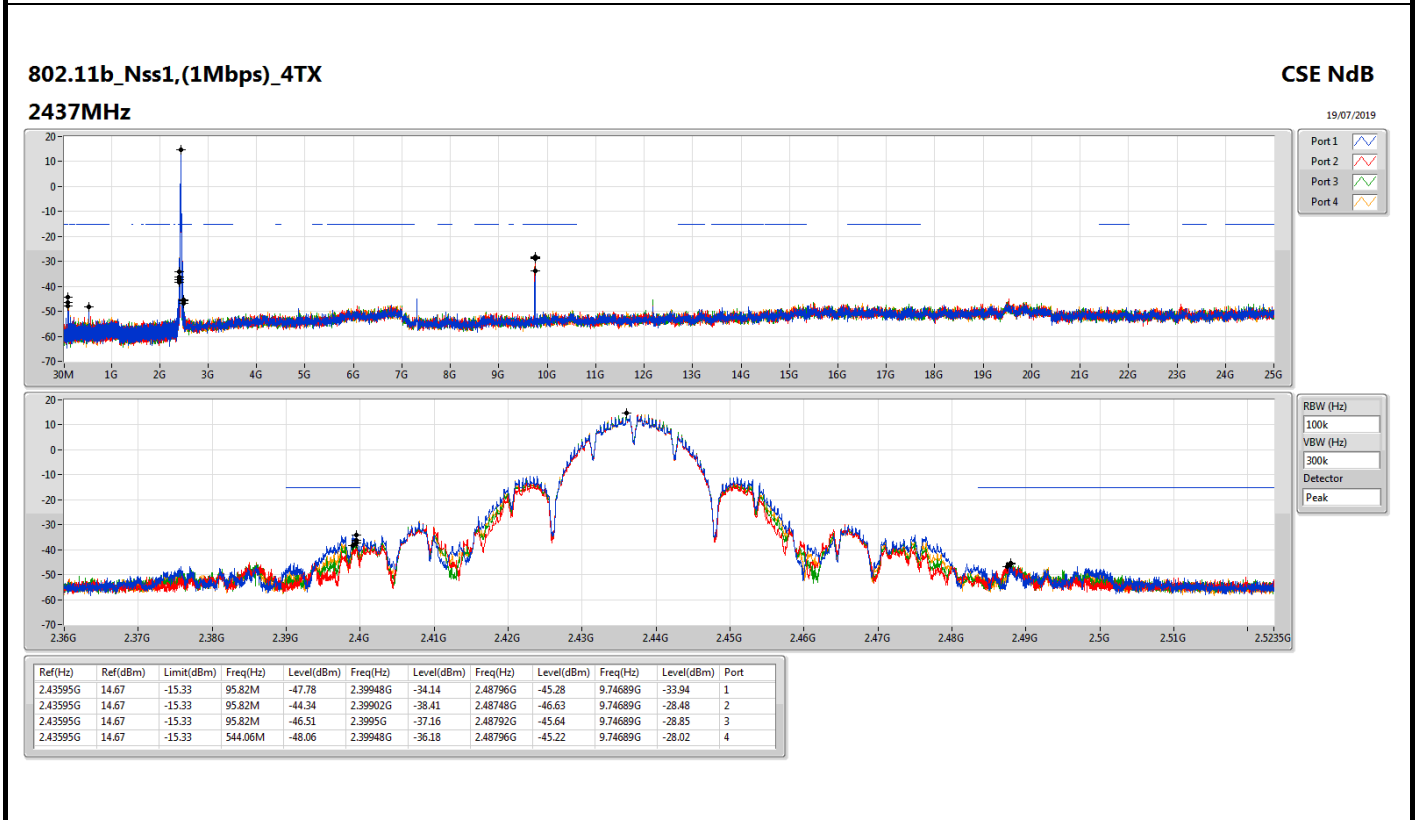 802.11b_Nss1,(1Mbps)_4TX
CSE NdB
2437MHz
19/07/2019
20
10
0
-10
-20
-30
-40
-50
-60
-70
30M 1G 2G 3G 4G 5G 6G 7G 8G 9G 10G 11G 12G 13G 14G 15G 16G 17G 18G 19G 20G 21G 22G 23G 24G 25G
Port 1
Port 2
Port 3
Port 4
20
10
0
-10
-20
-30
-40
-50
-60
-70
2.36G 2.37G 2.38G 2.39G 2.4G 2.41G 2.42G 2.43G 2.44G 2.45G 2.46G 2.47G 2.48G 2.49G 2.5G 2.51G 2.5235G
RBW (Hz)
100k
VBW (Hz)
300k
Detector
Peak
Ref(Hz) Ref(dBm) Limit(dBm) Freq(Hz) Level(dBm) Freq(Hz) Level(dBm) Freq(Hz) Level(dBm) Freq(Hz) Level(dBm) Port
2.43595G 14.67 -15.33 95.82M -47.78 2.39948G -34.14 2.48796G -45.28 9.74689G -33.94 1
2.43595G 14.67 -15.33 95.82M -44.34 2.39902G -38.41 2.48748G -46.63 9.74689G -28.48 2
2.43595G 14.67 -15.33 95.82M -46.51 2.3995G -37.16 2.48792G -45.64 9.74689G -28.85 3
2.43595G 14.67 -15.33 544.06M -48.06 2.39948G -36.18 2.48796G -45.22 9.74689G -28.02 4